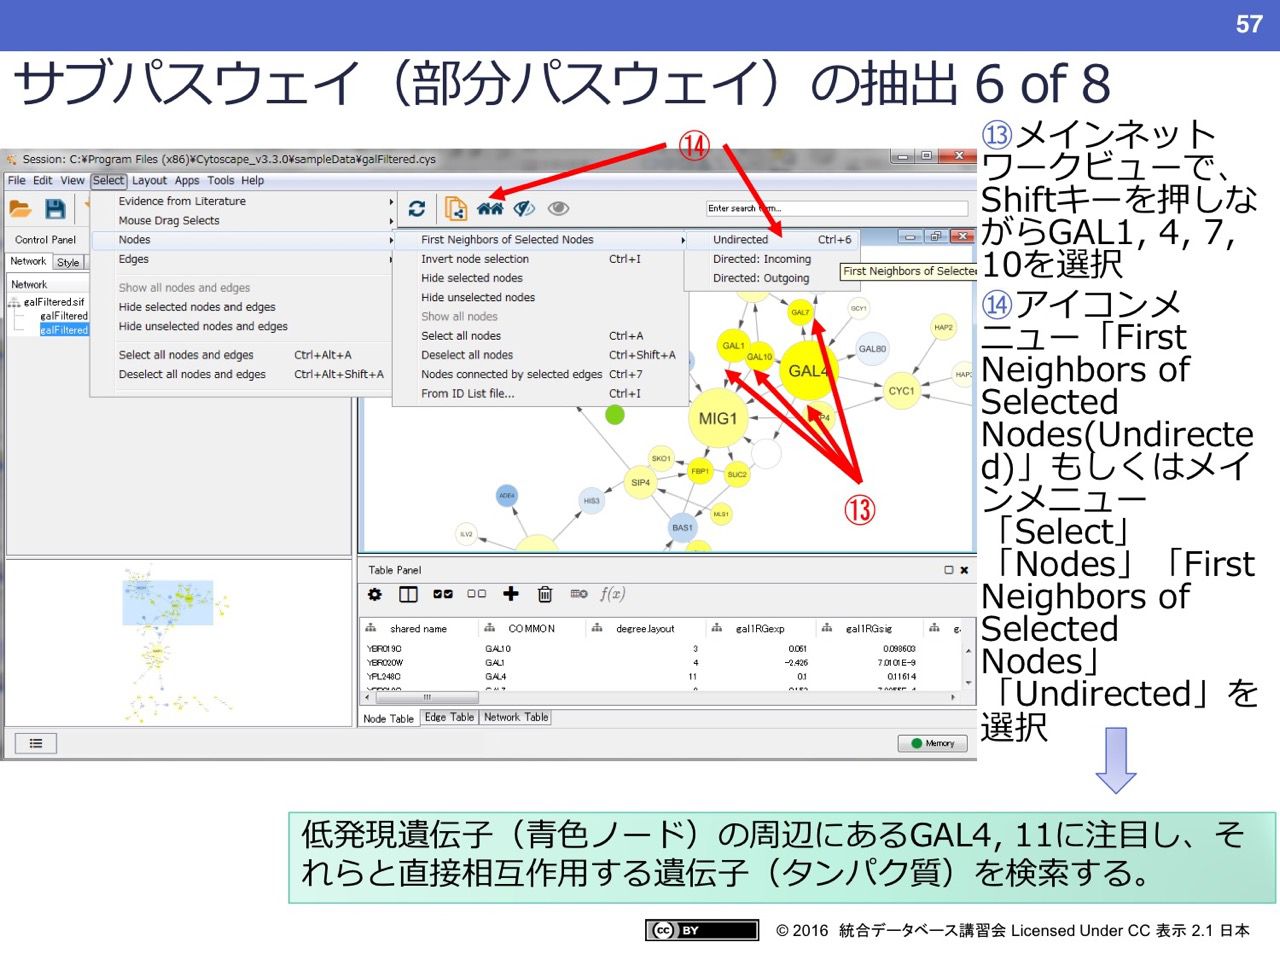 57
サブパスウェイ（部分パスウェイ）の抽出 6 of 8
⑭
Session: C:¥Program Files (x86)¥Cytoscape_v3.3.0¥sampleData¥galFiltered.cys
File Edit View Select Layout Apps Tools Help
Evidence from Literature
Mouse Drag Selects
Nodes
Edges
Show all nodes and edges
Hide selected nodes and edges
Hide unselected nodes and edges
Select all nodes and edges Ctrl+Alt+A
Deselect all nodes and edges Ctrl+Alt+Shift+A
First Neighbors of Selected Nodes
Invert node selection Ctrl+I
Hide selected nodes
Hide unselected nodes
Show all nodes
Select all nodes Ctrl+A
Deselect all nodes Ctrl+Shift+A
Nodes connected by selected edges Ctrl+7
From ID List file... Ctrl+I
Undirected Ctrl+6
Directed: Incoming
Directed: Outgoing
First Neighbors of Selecte
Enter search term...
Control Panel
Network Style
Network
galFiltered.sif
galFiltered
galFiltered
GAL7
GCY1
HAP2
GAL1
GAL10
GAL80
GAL4
HAP
CYC1
MIG1
P4
SKO1
FBP1
SUC2
SIP4
ADE4
HIS3
MLS1
BAS1
ILV2
⑬
Table Panel
f(x)
shared name COMMON degree.layout gal1RGexp gal1RGsig g
YBR019C GAL10 3 0.061 0.098603
YBR020W GAL1 4 -2.426 7.0101E-9
YPL248C GAL4 11 0.1 0.11614
Node Table Edge Table Network Table
Memory
⑬メインネット
ワークビューで、
Shiftキーを押しな
がらGAL1, 4, 7,
10を選択
⑭アイコンメ
ニュー「First
Neighbors of
Selected
Nodes(Undirecte
d)」もしくはメイ
ンメニュー
「Select」
「Nodes」「First
Neighbors of
Selected
Nodes」
「Undirected」を
選択
低発現遺伝子（青色ノード）の周辺にあるGAL4, 11に注目し、そ
れらと直接相互作用する遺伝子（タンパク質）を検索する。
cc BY
© 2016 統合データベース講習会 Licensed Under CC 表示 2.1 日本